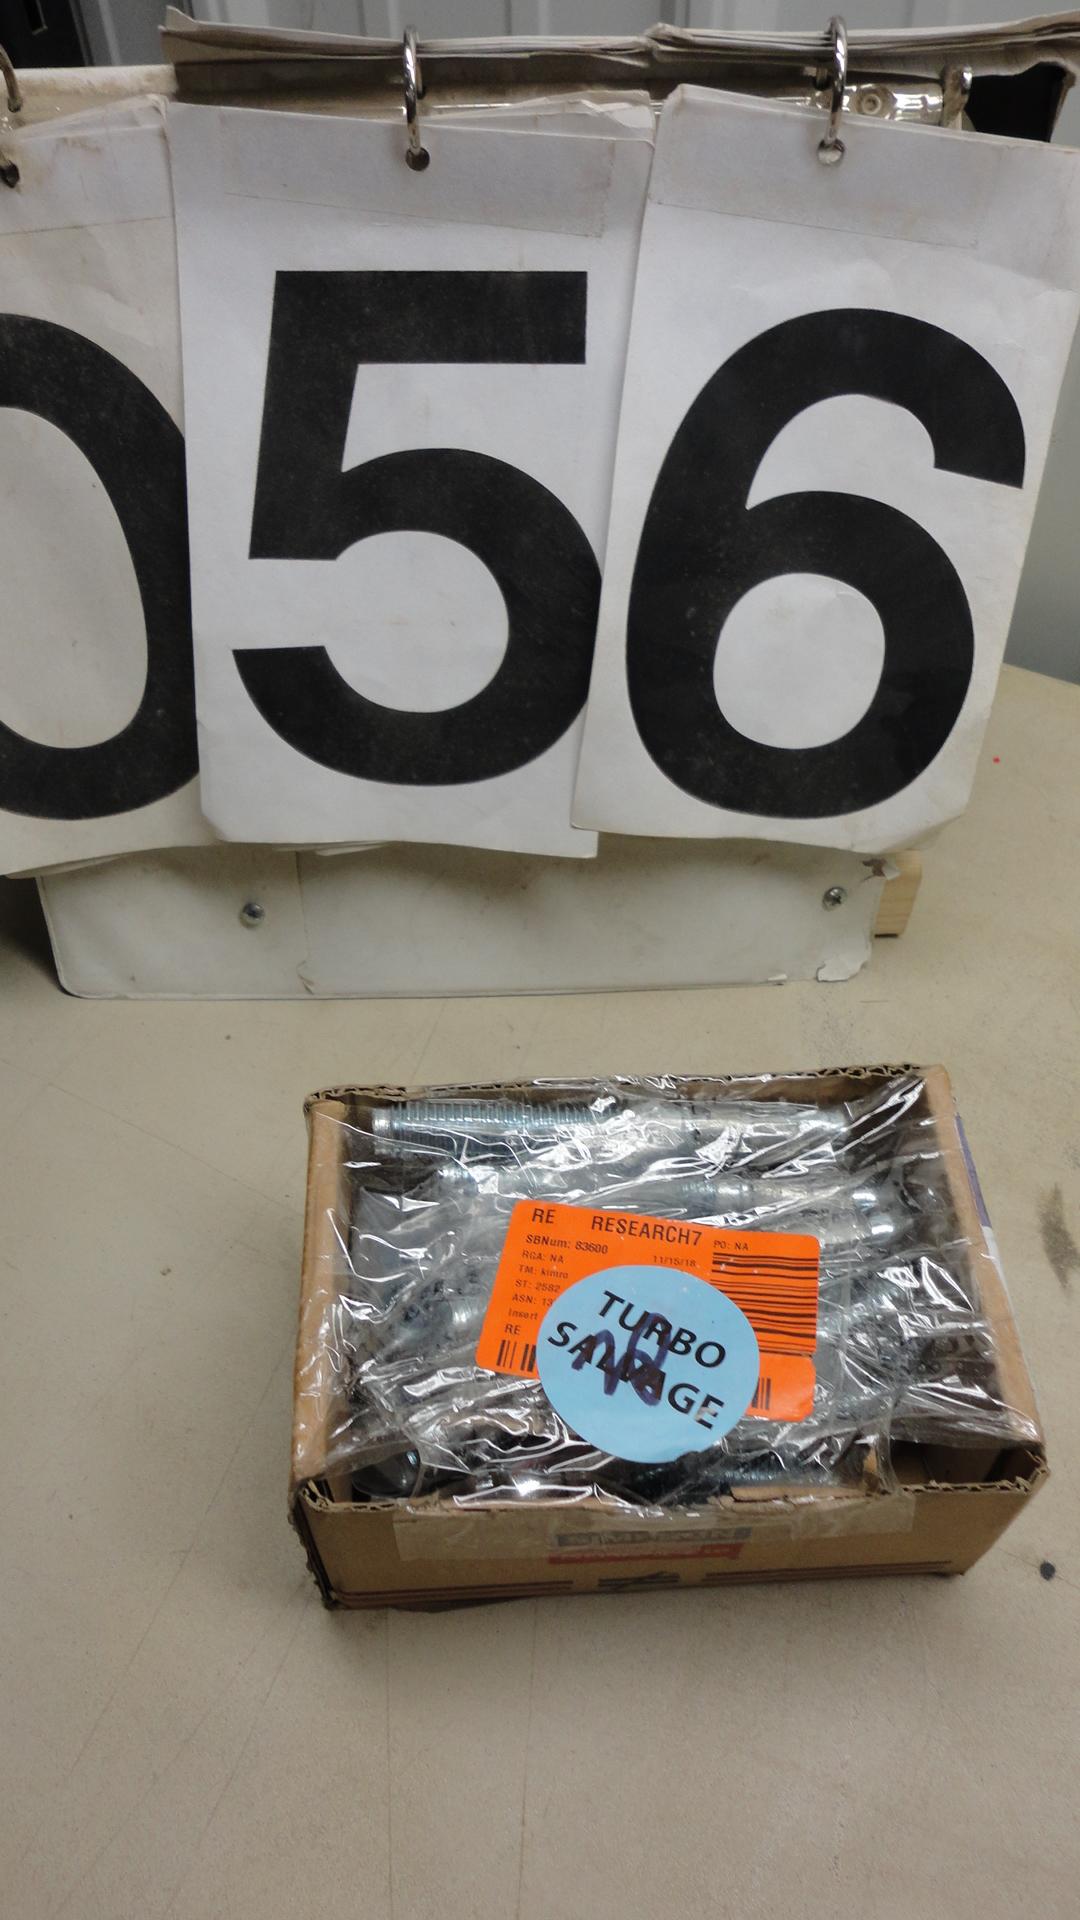 056
RE RESEARCH7
SBNum: 83600 11/15/18 PO: NA
RGA: NA
TM: kimro
ST: 2582
ASN: 13
Insert
RE
TURBO
SALVAGE